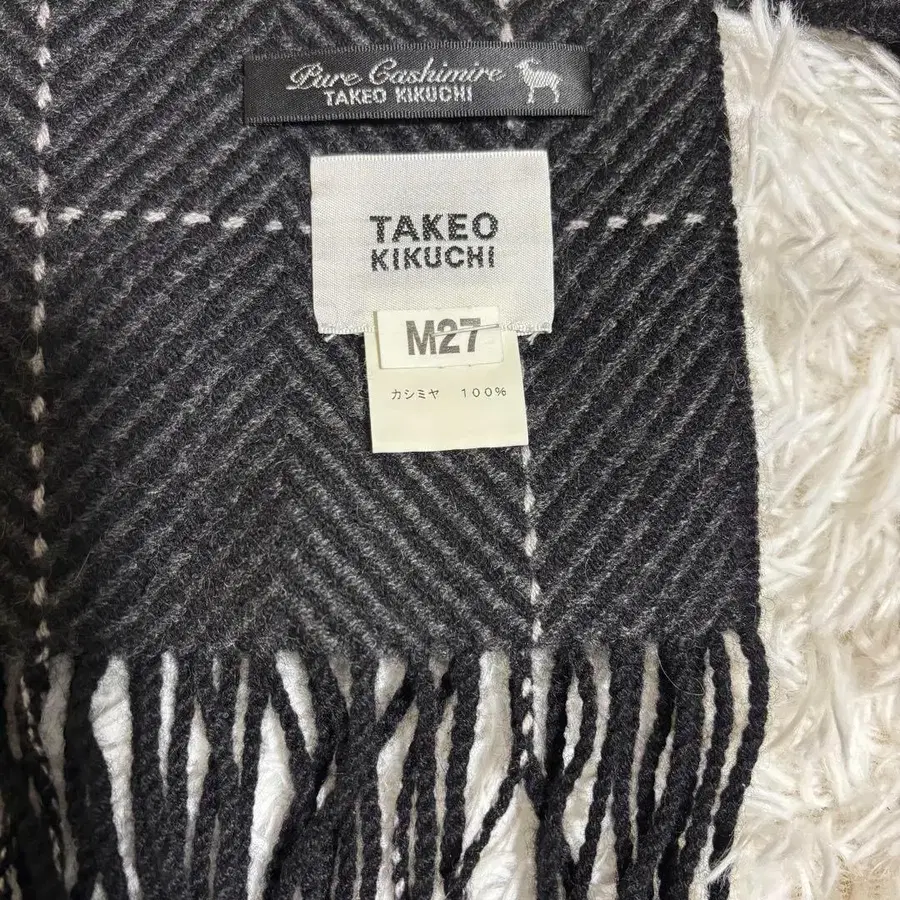 Pure Cashimire
TAKEO KIKUCHI
TAKEO
KIKUCHI
M27
カシミヤ 100%